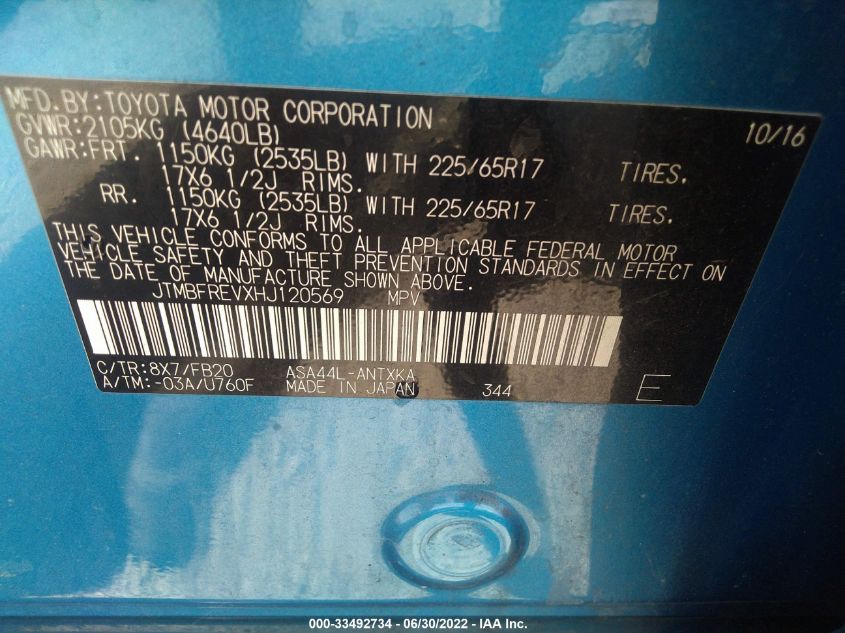 MFD.BY:TOYOTA MOTOR CORPORATION 10/16
GVWR:2105KG (4640LB)
GAWR:FRT. 1150KG (2535LB) WITH 225/65R17 TIRES.
17X6 1/2J RIMS.
RR. 1150KG (2535LB) WITH 225/65R17 TIRES.
17X6 1/2J RIMS.
THIS VEHICLE CONFORMS TO ALL APPLICABLE FEDERAL MOTOR
VEHICLE SAFETY AND THEFT PREVENTION STANDARDS IN EFFECT ON
THE DATE OF MANUFACTURE SHOWN ABOVE.
JTMBFREVXHJ120569 MPV
C/TR:8X7/FB20 ASA44L-ANTXKA
A/TM:-03A/U760F MADE IN JAPAN 344 E
000-33492734 - 06/30/2022 - IAA Inc.